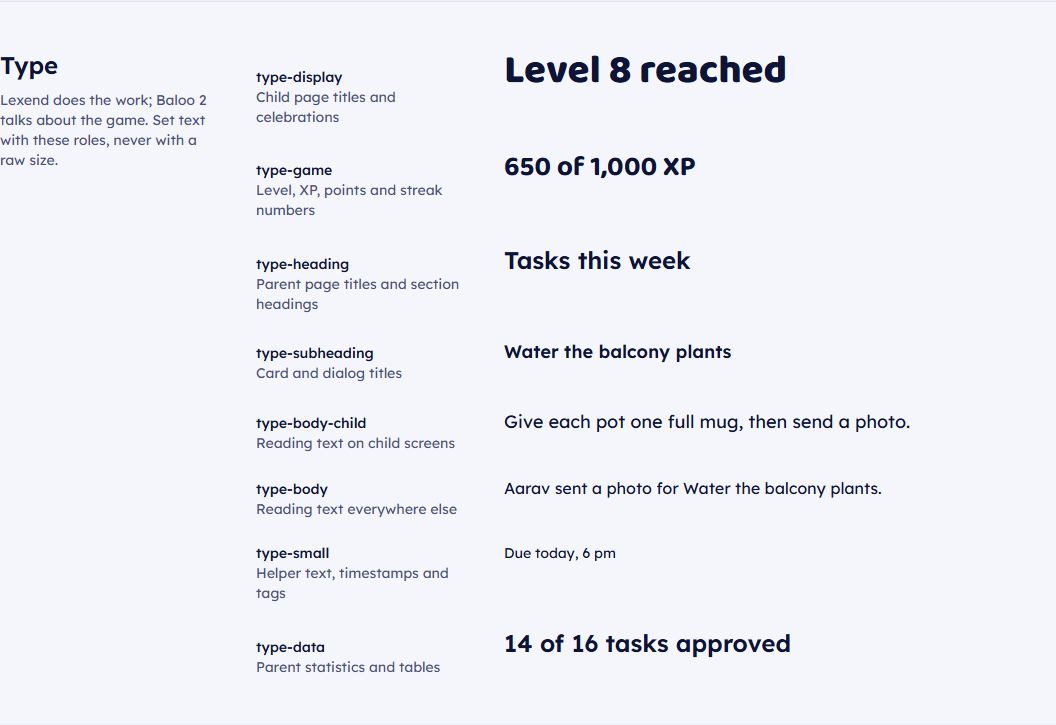 Type
Lexend does the work; Baloo 2
talks about the game. Set text
with these roles, never with a
raw size.
type-display
Child page titles and
celebrations
Level 8 reached
type-game
Level, XP, points and streak
numbers
650 of 1,000 XP
type-heading
Parent page titles and section
headings
Tasks this week
type-subheading
Card and dialog titles
Water the balcony plants
type-body-child
Reading text on child screens
Give each pot one full mug, then send a photo.
type-body
Reading text everywhere else
Aarav sent a photo for Water the balcony plants.
type-small
Helper text, timestamps and
tags
Due today, 6 pm
type-data
Parent statistics and tables
14 of 16 tasks approved